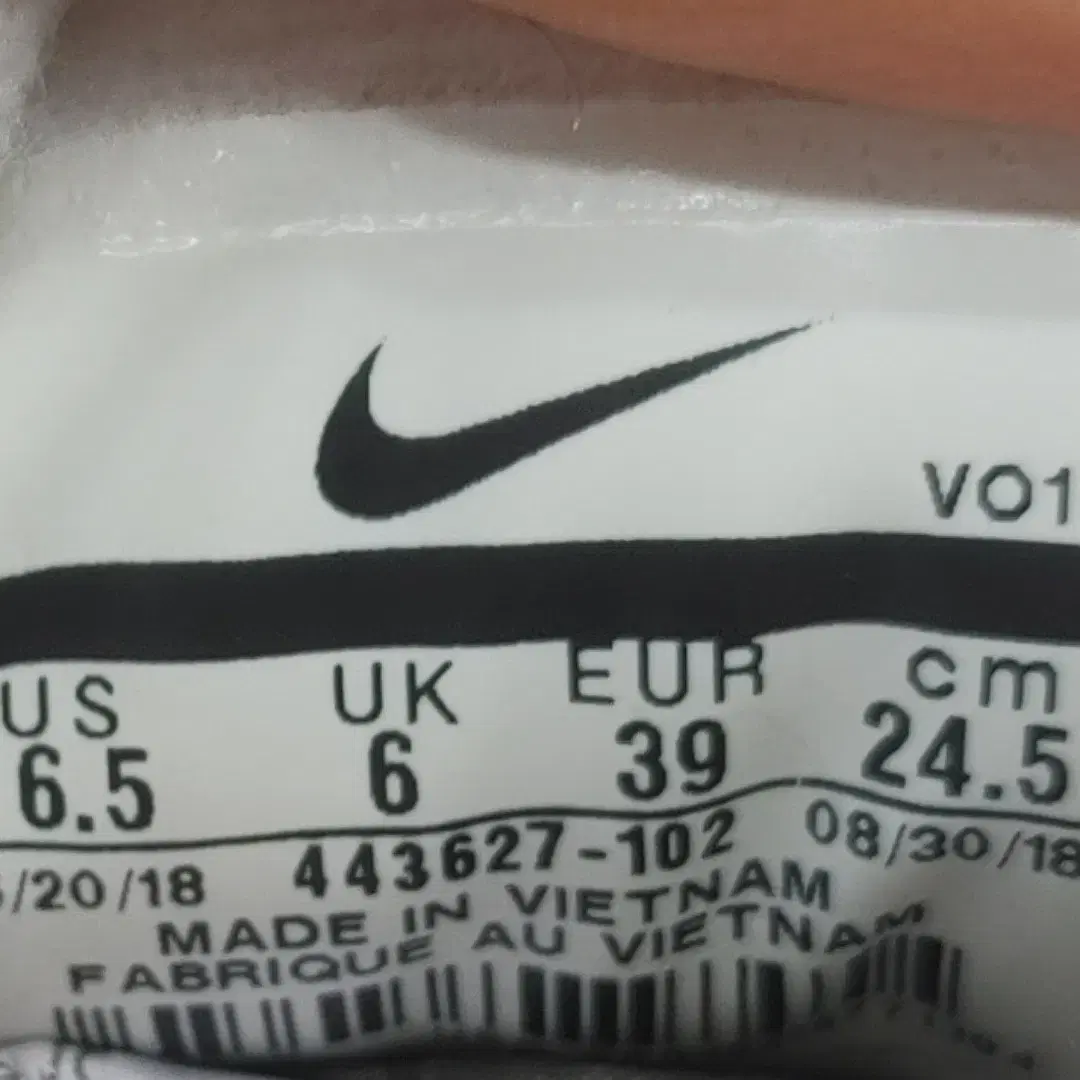 VO1
US UK EUR cm
6.5 6 39 24.5
/20/18 443627-102 08/30/18
MADE IN VIETNAM
FABRIQUE AU VIETNAM